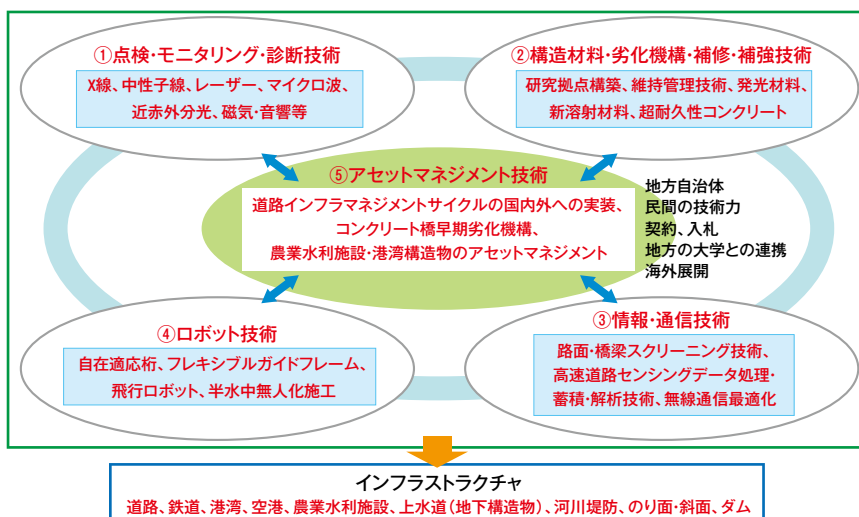 ①点検・モニタリング・診断技術
X線、中性子線、レーザー、マイクロ波、
近赤外分光、磁気・音響等
②構造材料・劣化機構・補修・補強技術
研究拠点構築、維持管理技術、発光材料、
新溶射材料、超耐久性コンクリート
⑤アセットマネジメント技術
道路インフラマネジメントサイクルの国内外への実装、
コンクリート橋早期劣化機構、
農業水利施設・港湾構造物のアセットマネジメント
地方自治体
民間の技術力
契約、入札
地方の大学との連携
海外展開
④ロボット技術
自在適応桁、フレキシブルガイドフレーム、
飛行ロボット、半水中無人化施工
③情報・通信技術
路面・橋梁スクリーニング技術、
高速道路センシングデータ処理・
蓄積・解析技術、無線通信最適化
インフラストラクチャ
道路、鉄道、港湾、空港、農業水利施設、上水道（地下構造物）、河川堤防、のり面・斜面、ダム